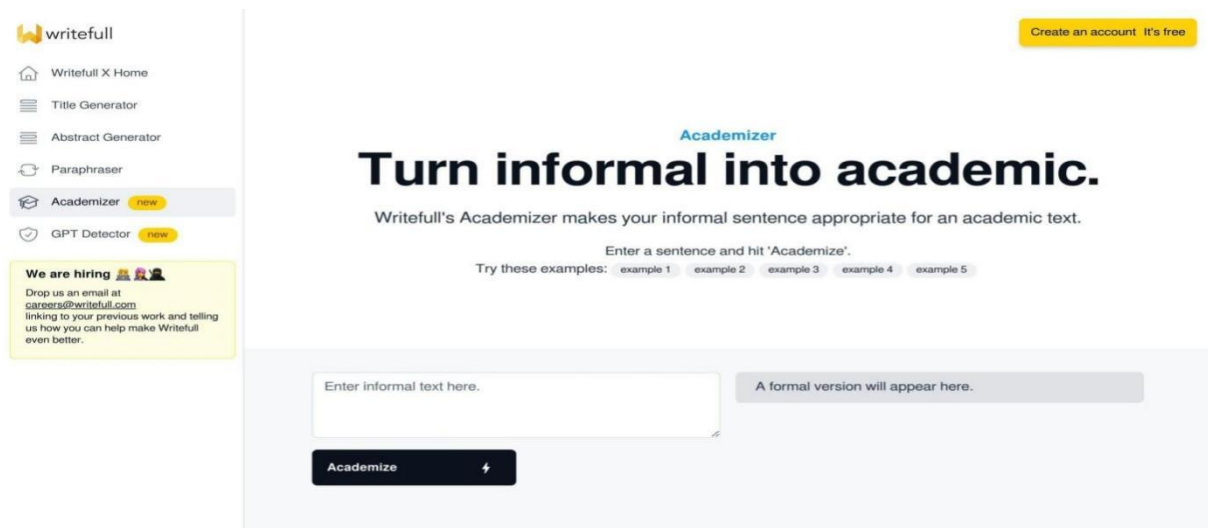 writefull
Create an account It's free
Writefull X Home
Title Generator
Abstract Generator
Paraphraser
Academizer new
GPT Detector new
We are hiring
Drop us an email at
careers@writefull.com
linking to your previous work and telling
us how you can help make Writefull
even better.
Academizer
Turn informal into academic.
Writefull's Academizer makes your informal sentence appropriate for an academic text.
Enter a sentence and hit 'Academize'.
Try these examples: example 1 example 2 example 3 example 4 example 5
Enter informal text here.
A formal version will appear here.
Academize